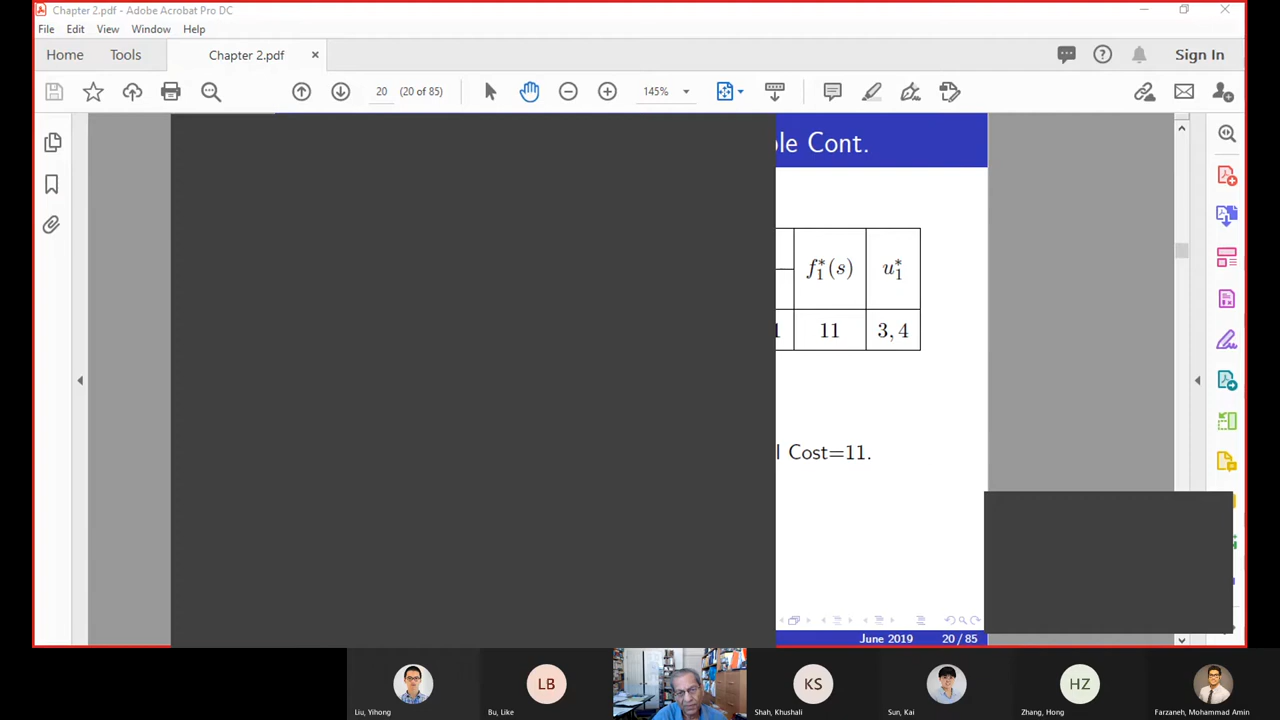 Chapter 2.pdf - Adobe Acrobat Pro DC
File Edit View Window Help
Home Tools Chapter 2.pdf Sign In
20 (20 of 85) 145%
Cont.
f₁*(s) u₁*
1 11 3, 4
Cost=11.
June 2019 20 / 85
LB KS HZ
Liu, Yihong Bu, Like Shah, Khushali Sun, Kai Zhang, Hong Farzaneh, Mohammad Amin